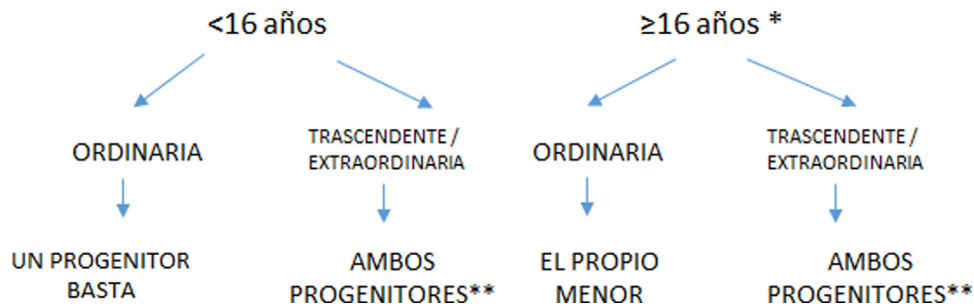 <16 años
≥16 años *
ORDINARIA
TRASCENDENTE /
EXTRAORDINARIA
ORDINARIA
TRASCENDENTE /
EXTRAORDINARIA
UN PROGENITOR
BASTA
AMBOS
PROGENITORES**
EL PROPIO
MENOR
AMBOS
PROGENITORES**